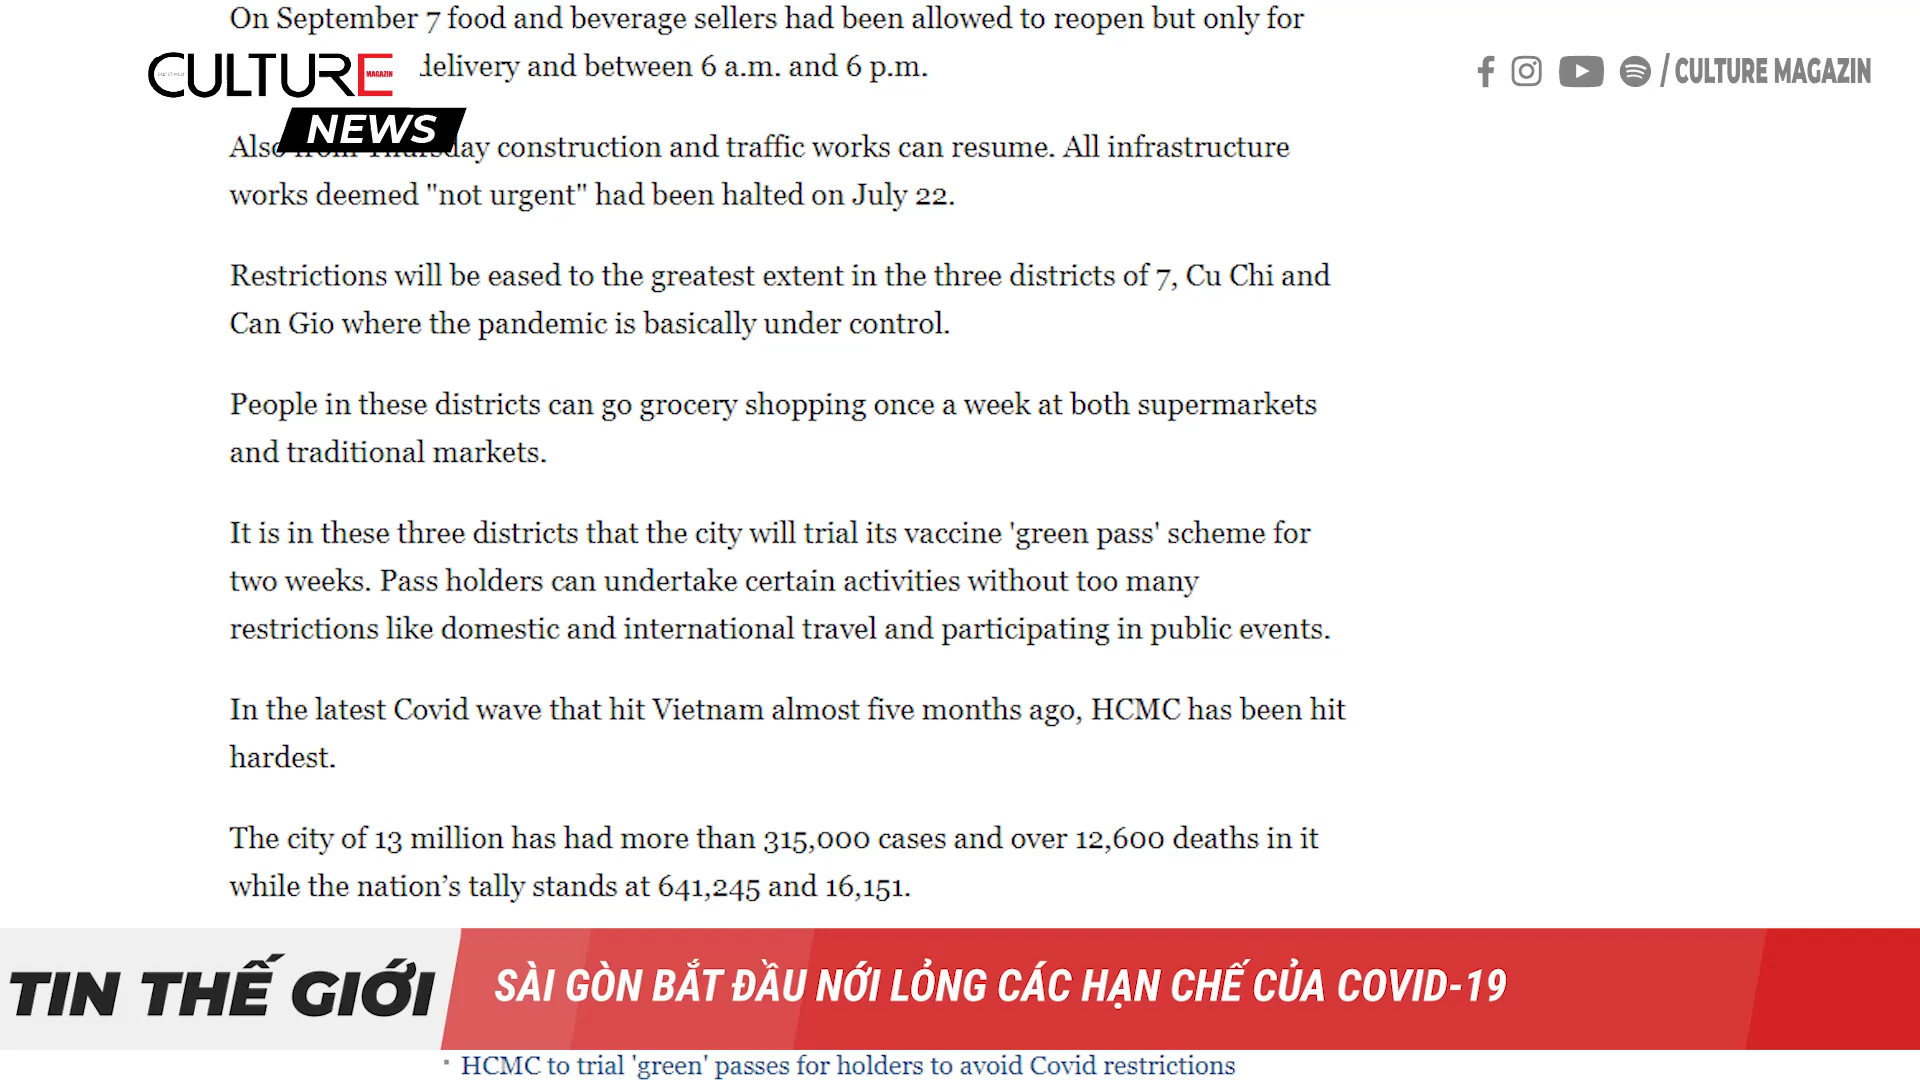 On September 7 food and beverage sellers had been allowed to reopen but only for
delivery and between 6 a.m. and 6 p.m.
CULTURE
MAGAZIN
NEWS
/ CULTURE MAGAZIN
Also from Thursday construction and traffic works can resume. All infrastructure
works deemed "not urgent" had been halted on July 22.
Restrictions will be eased to the greatest extent in the three districts of 7, Cu Chi and
Can Gio where the pandemic is basically under control.
People in these districts can go grocery shopping once a week at both supermarkets
and traditional markets.
It is in these three districts that the city will trial its vaccine 'green pass' scheme for
two weeks. Pass holders can undertake certain activities without too many
restrictions like domestic and international travel and participating in public events.
In the latest Covid wave that hit Vietnam almost five months ago, HCMC has been hit
hardest.
The city of 13 million has had more than 315,000 cases and over 12,600 deaths in it
while the nation’s tally stands at 641,245 and 16,151.
TIN THẾ GIỚI
SÀI GÒN BẮT ĐẦU NỚI LỎNG CÁC HẠN CHẾ CỦA COVID-19
HCMC to trial 'green' passes for holders to avoid Covid restrictions